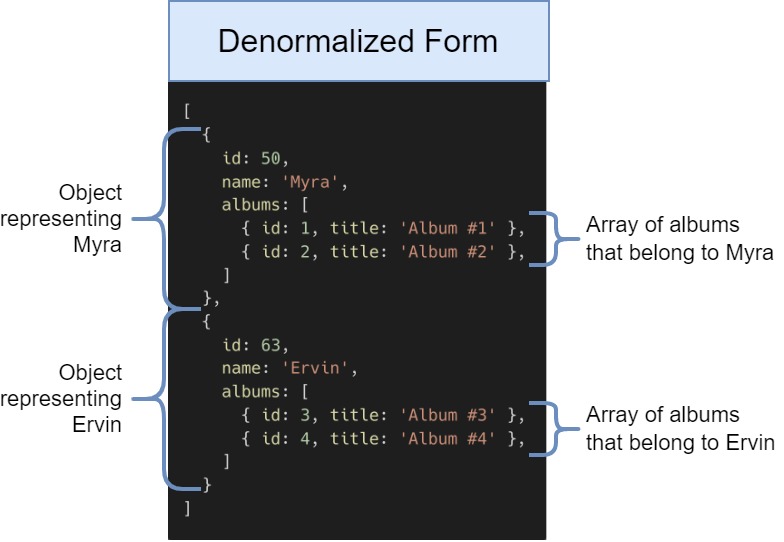 Denormalized Form
[
{
id: 50,
name: 'Myra',
albums: [
{ id: 1, title: 'Album #1' },
{ id: 2, title: 'Album #2' },
]
},
{
id: 63,
name: 'Ervin',
albums: [
{ id: 3, title: 'Album #3' },
{ id: 4, title: 'Album #4' },
]
}
]
Object
representing
Myra
Array of albums
that belong to Myra
Object
representing
Ervin
Array of albums
that belong to Ervin